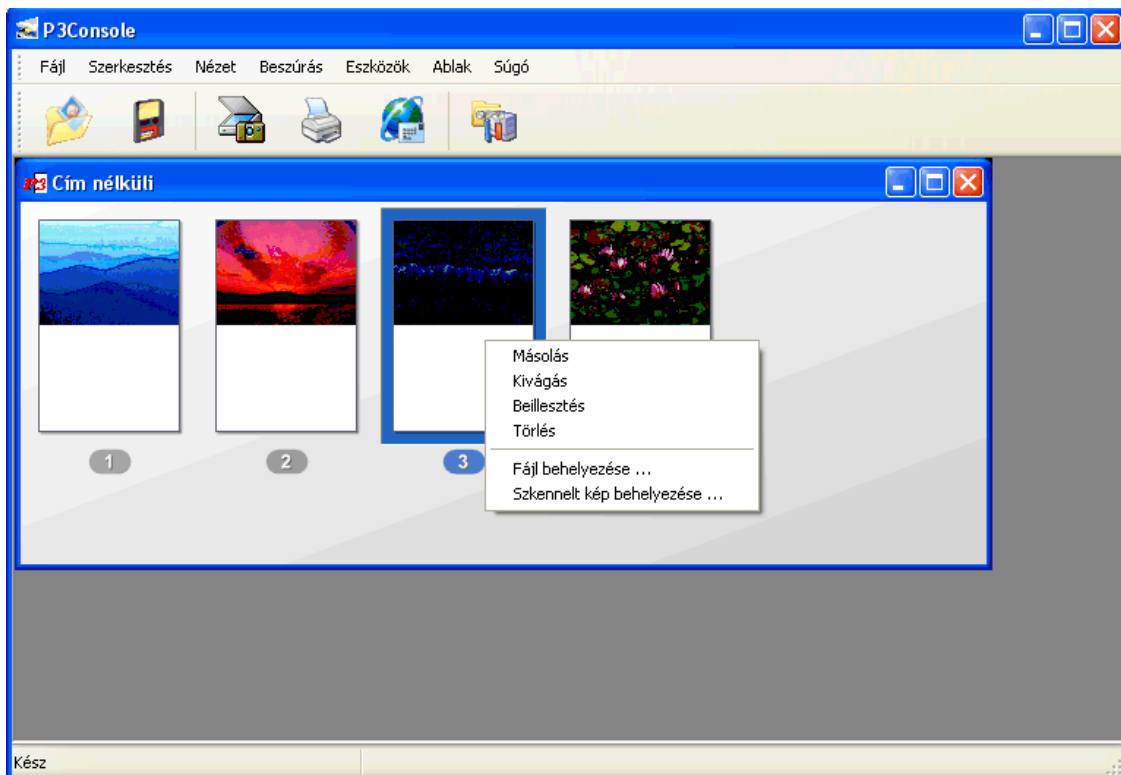 P3Console
Fájl Szerkesztés Nézet Beszúrás Eszközök Ablak Súgó
P3 Cím nélküli
Másolás
Kivágás
Beillesztés
Törlés
Fájl behelyezése ...
Szkennelt kép behelyezése ...
1 2 3
Kész